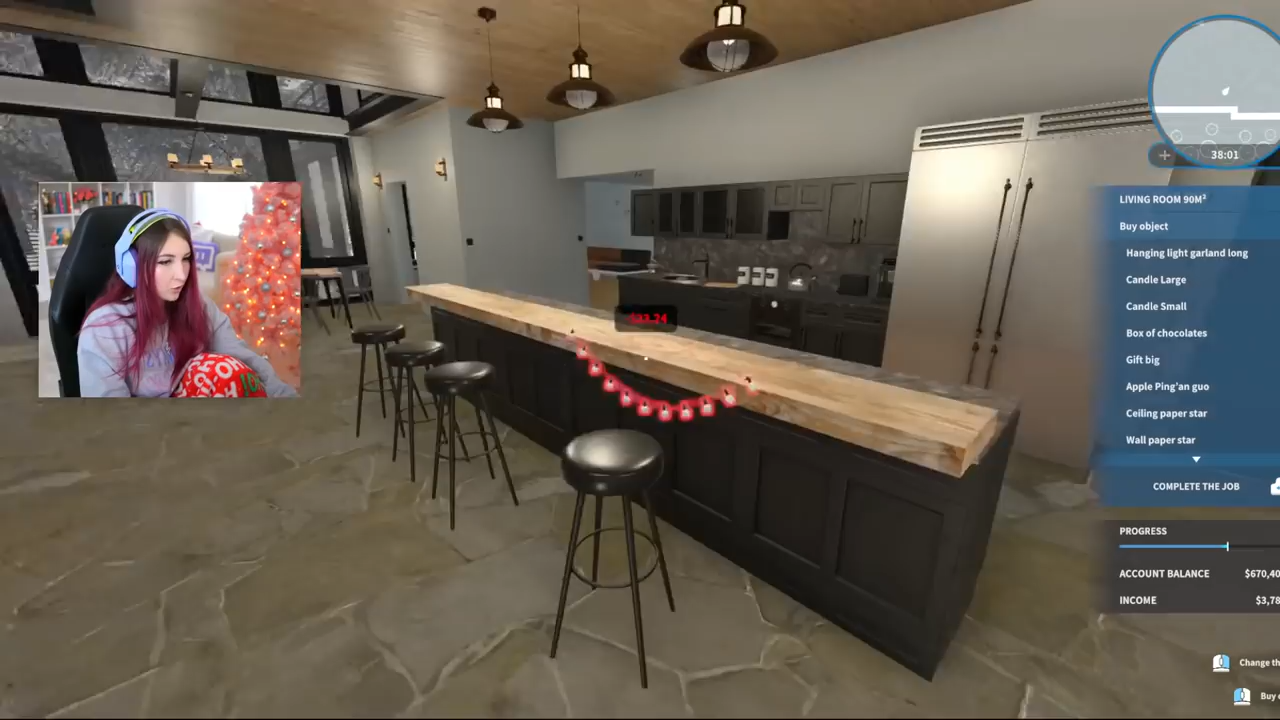 38:01
LIVING ROOM 90M²
Buy object
Hanging light garland long
Candle Large
Candle Small
Box of chocolates
Gift big
Apple Ping'an guo
Ceiling paper star
Wall paper star
COMPLETE THE JOB
PROGRESS
ACCOUNT BALANCE $670,40
INCOME $3,78
Change th
Buy